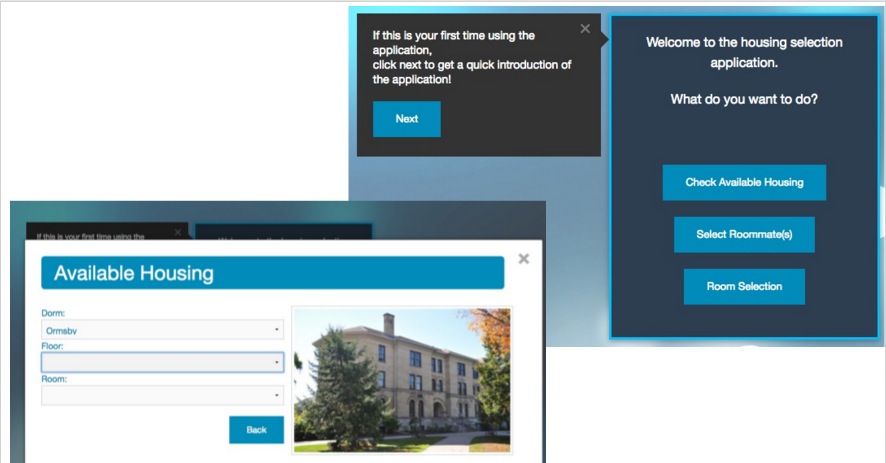 If this is your first time using the
application,
click next to get a quick introduction of
the application!
Next
Welcome to the housing selection
application.
What do you want to do?
Check Available Housing
Select Roommate(s)
Room Selection
If this is your first time using the
Available Housing
Dorm:
Ormsby
Floor:
Room:
Back